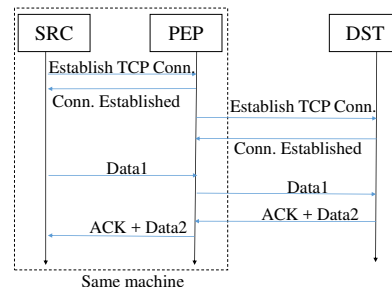 SRC
PEP
DST
Establish TCP Conn.
Conn. Established
Establish TCP Conn.
Conn. Established
Data1
Data1
ACK + Data2
ACK + Data2
Same machine